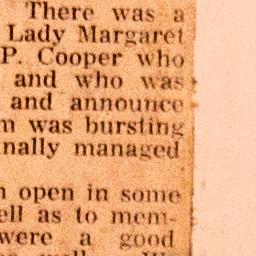 There was a
Lady Margaret
P. Cooper who
and who was
and announce
m was bursting
nally managed
n open in some
ell as to mem-
were a good